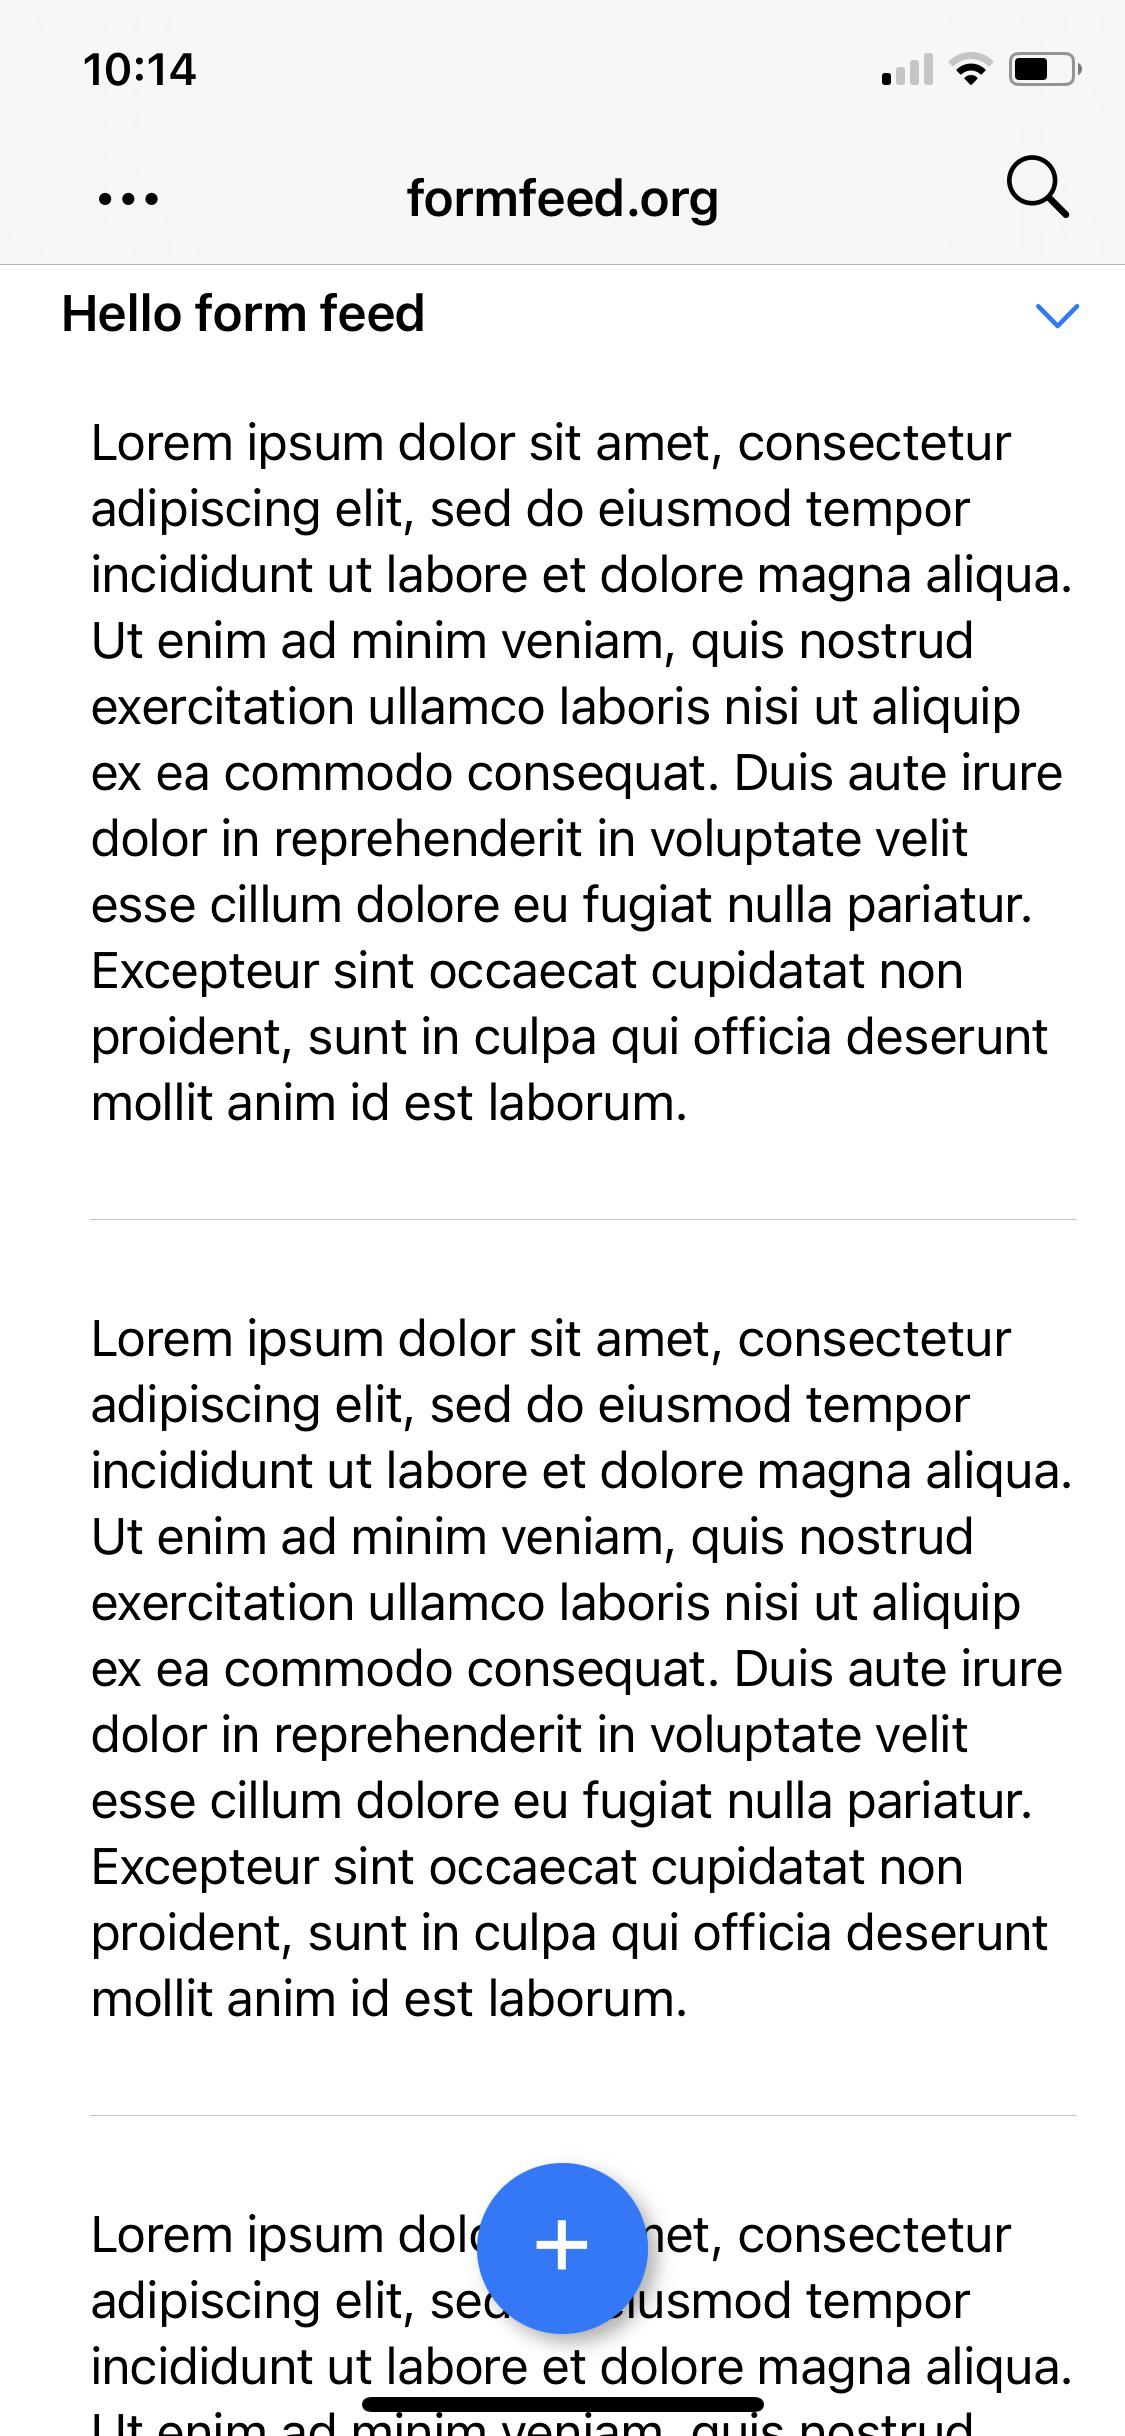 10:14
formfeed.org
Hello form feed
Lorem ipsum dolor sit amet, consectetur
adipiscing elit, sed do eiusmod tempor
incididunt ut labore et dolore magna aliqua.
Ut enim ad minim veniam, quis nostrud
exercitation ullamco laboris nisi ut aliquip
ex ea commodo consequat. Duis aute irure
dolor in reprehenderit in voluptate velit
esse cillum dolore eu fugiat nulla pariatur.
Excepteur sint occaecat cupidatat non
proident, sunt in culpa qui officia deserunt
mollit anim id est laborum.
Lorem ipsum dolor sit amet, consectetur
adipiscing elit, sed do eiusmod tempor
incididunt ut labore et dolore magna aliqua.
Ut enim ad minim veniam, quis nostrud
exercitation ullamco laboris nisi ut aliquip
ex ea commodo consequat. Duis aute irure
dolor in reprehenderit in voluptate velit
esse cillum dolore eu fugiat nulla pariatur.
Excepteur sint occaecat cupidatat non
proident, sunt in culpa qui officia deserunt
mollit anim id est laborum.
Lorem ipsum consectetur
adipiscing elit, tempor
incididunt ut labore et dolore magna aliqua.
Ut enim ad minim veniam, quis nostrud